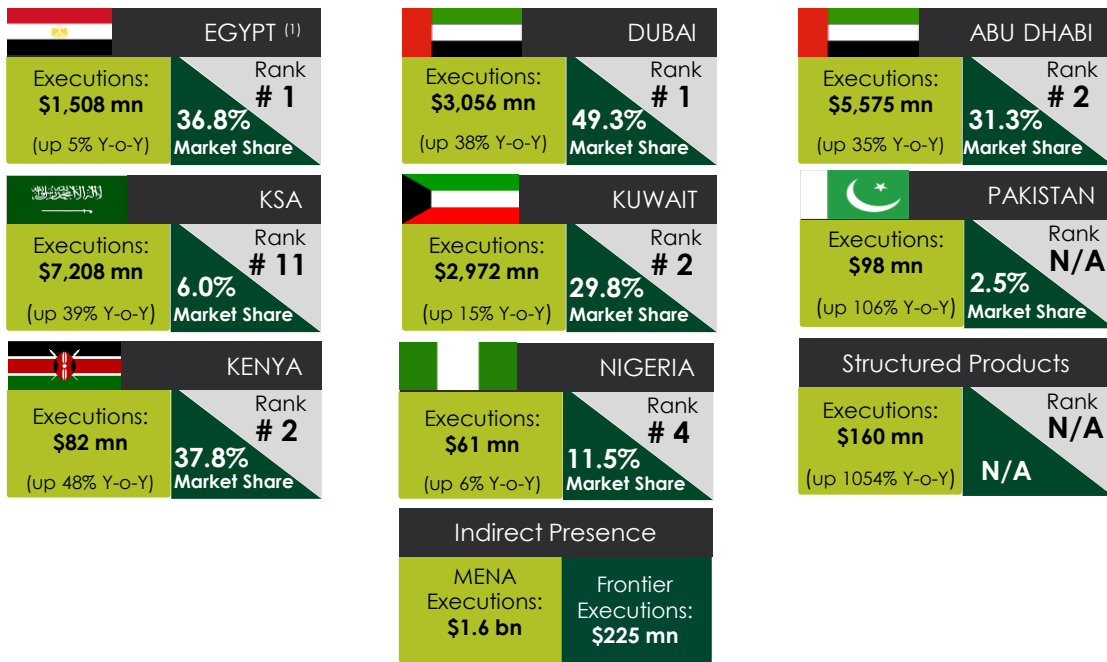 EGYPT (1)
Executions:
$1,508 mn
(up 5% Y-o-Y)
36.8%
Market Share
Rank
# 1
DUBAI
Executions:
$3,056 mn
(up 38% Y-o-Y)
49.3%
Market Share
Rank
# 1
ABU DHABI
Executions:
$5,575 mn
(up 35% Y-o-Y)
31.3%
Market Share
Rank
# 2
KSA
Executions:
$7,208 mn
(up 39% Y-o-Y)
6.0%
Market Share
Rank
# 11
KUWAIT
Executions:
$2,972 mn
(up 15% Y-o-Y)
29.8%
Market Share
Rank
# 2
PAKISTAN
Executions:
$98 mn
(up 106% Y-o-Y)
2.5%
Market Share
Rank
N/A
KENYA
Executions:
$82 mn
(up 48% Y-o-Y)
37.8%
Market Share
Rank
# 2
NIGERIA
Executions:
$61 mn
(up 6% Y-o-Y)
11.5%
Market Share
Rank
# 4
Structured Products
Executions:
$160 mn
(up 1054% Y-o-Y)
N/A
Rank
N/A
Indirect Presence
MENA
Executions:
$1.6 bn
Frontier
Executions:
$225 mn